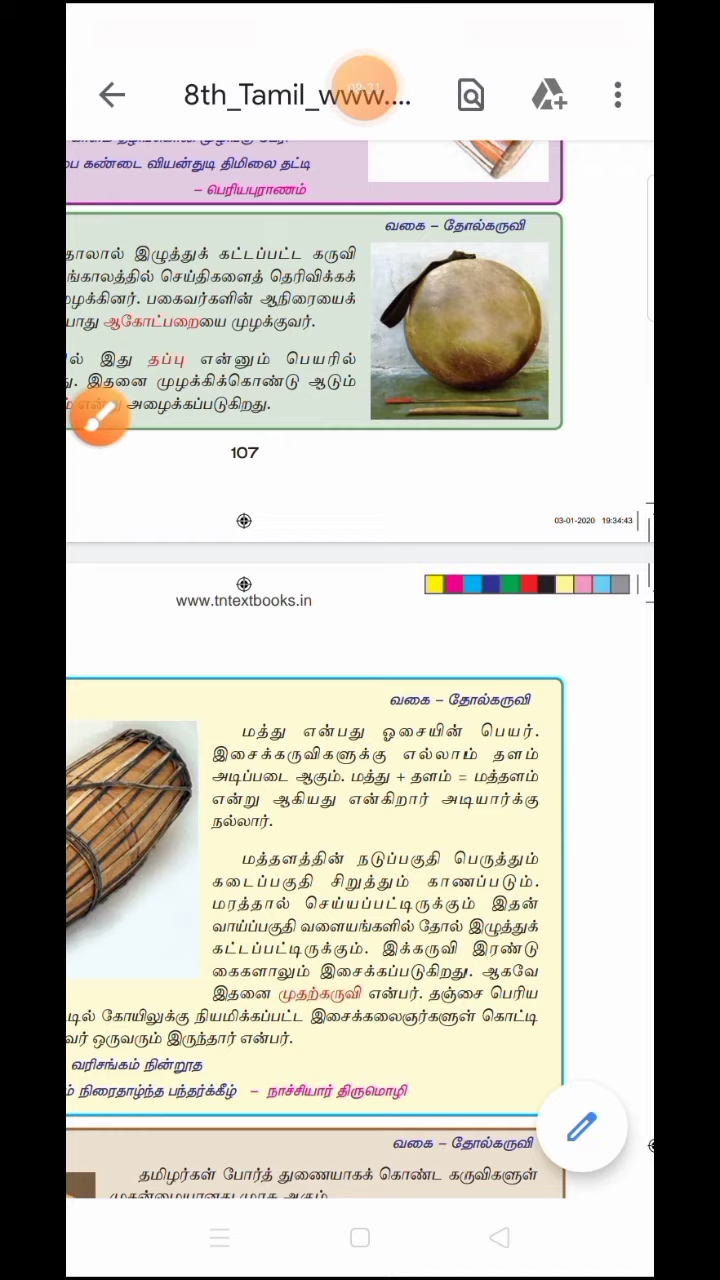 8th_Tamil_www....
கண்டை வியன்துடி திமிலை தட்டி
– பெரியபுராணம்
வகை – தோல்கருவி
தோலால் இழுத்துக் கட்டப்பட்ட கருவி
காலத்தில் செய்திகளைத் தெரிவிக்கக்
முழக்கினர். பகைவர்களின் ஆநிரையைக்
போது ஆகோட்பறையை முழக்குவர்.
இது தப்பு என்னும் பெயரில்
இதனை முழக்கிக்கொண்டு ஆடும்
அழைக்கப்படுகிறது.
107
03-01-2020 19:34:43
www.tntextbooks.in
வகை – தோல்கருவி
மத்து என்பது ஓசையின் பெயர்.
இசைக்கருவிகளுக்கு எல்லாம் தளம்
அடிப்படை ஆகும். மத்து + தளம் = மத்தளம்
என்று ஆகியது என்கிறார் அடியார்க்கு
நல்லார்.
மத்தளத்தின் நடுப்பகுதி பெருத்தும்
கடைப்பகுதி சிறுத்தும் காணப்படும்.
மரத்தால் செய்யப்பட்டிருக்கும் இதன்
வாய்ப்பகுதி வளையங்களில் தோல் இழுத்துக்
கட்டப்பட்டிருக்கும். இக்கருவி இரண்டு
கைகளாலும் இசைக்கப்படுகிறது. ஆகவே
இதனை முதற்கருவி என்பர். தஞ்சை பெரிய
கோயிலுக்கு நியமிக்கப்பட்ட இசைக்கலைஞர்களுள் கொட்டி
ஒருவரும் இருந்தார் என்பர்.
வரிசங்கம் நின்றூத
நிரைதாழ்ந்த பந்தர்க்கீழ் – நாச்சியார் திருமொழி
வகை – தோல்கருவி
தமிழர்கள் போர்த் துணையாகக் கொண்ட கருவிகளுள்